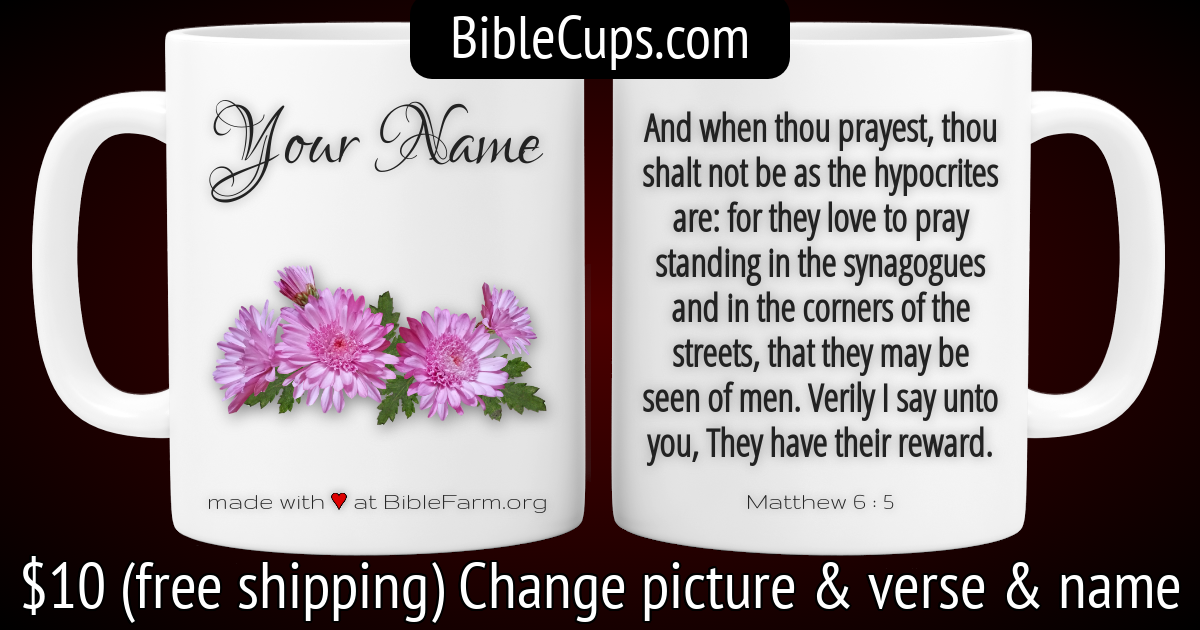 BibleCups.com
Your Name
made with ♥ at BibleFarm.org
And when thou prayest, thou
shalt not be as the hypocrites
are: for they love to pray
standing in the synagogues
and in the corners of the
streets, that they may be
seen of men. Verily I say unto
you, They have their reward.
Matthew 6 : 5
$10 (free shipping) Change picture & verse & name